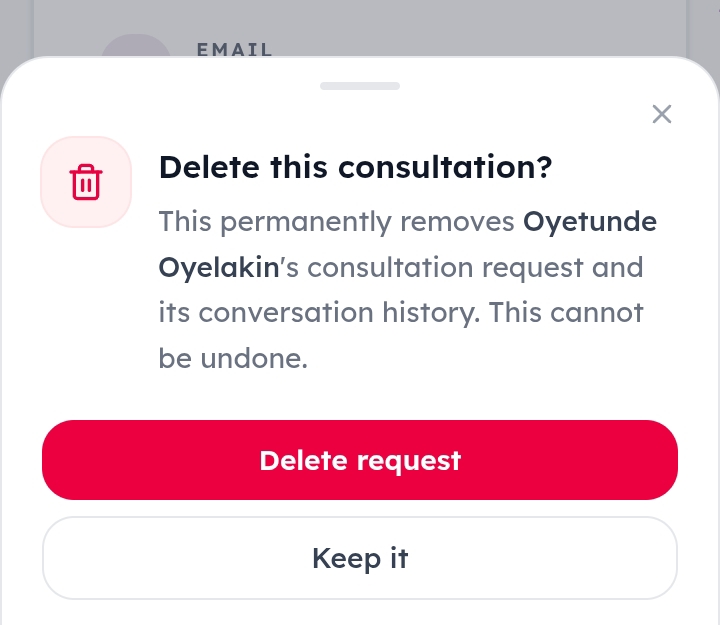 EMAIL
Delete this consultation?
This permanently removes Oyetunde
Oyelakin's consultation request and
its conversation history. This cannot
be undone.
Delete request
Keep it